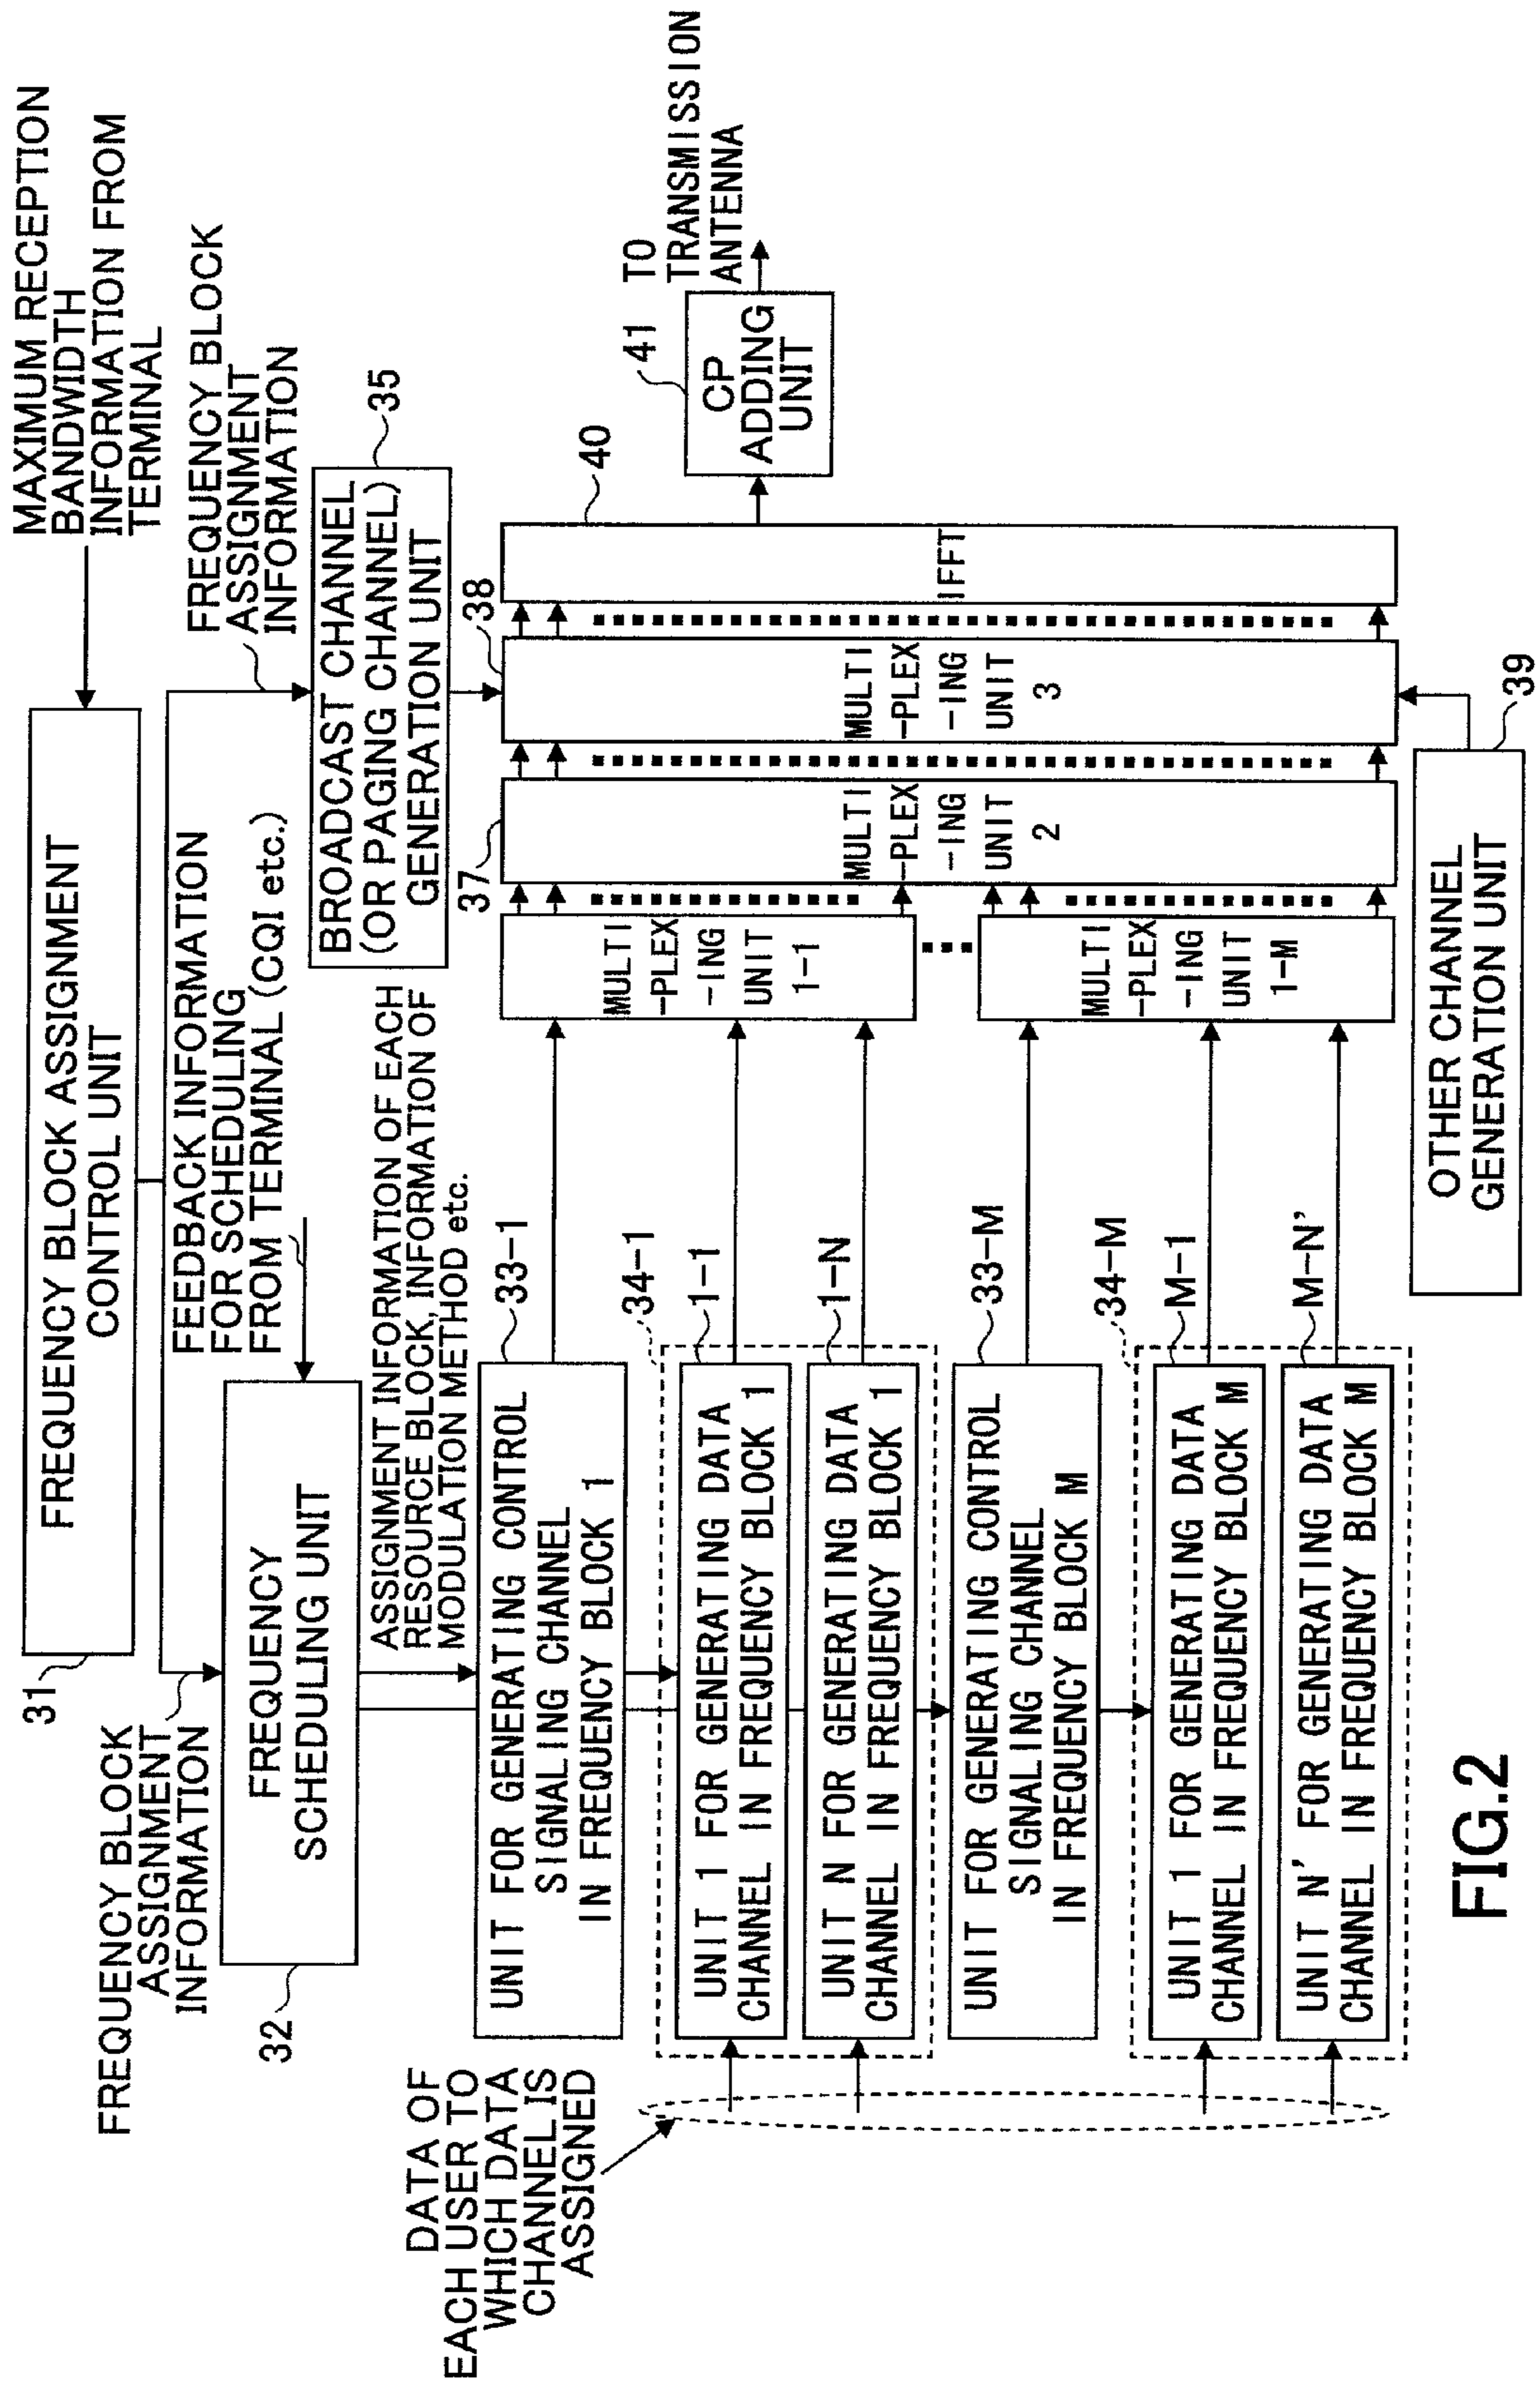 MAXIMUM RECEPTION
BANDWIDTH
INFORMATION FROM
TERMINAL
31
FREQUENCY BLOCK ASSIGNMENT
CONTROL UNIT
FREQUENCY BLOCK
ASSIGNMENT
INFORMATION
FREQUENCY BLOCK
ASSIGNMENT
INFORMATION
FEEDBACK INFORMATION
FOR SCHEDULING
FROM TERMINAL (CQI etc.)
32
FREQUENCY
SCHEDULING UNIT
35
BROADCAST CHANNEL
(OR PAGING CHANNEL)
GENERATION UNIT
ASSIGNMENT INFORMATION OF EACH
RESOURCE BLOCK, INFORMATION OF
MODULATION METHOD etc.
DATA OF
EACH USER TO
WHICH DATA
CHANNEL IS
ASSIGNED
33-1
UNIT FOR GENERATING CONTROL
SIGNALING CHANNEL
IN FREQUENCY BLOCK 1
34-1
1-1
UNIT 1 FOR GENERATING DATA
CHANNEL IN FREQUENCY BLOCK 1
1-N
UNIT N FOR GENERATING DATA
CHANNEL IN FREQUENCY BLOCK 1
33-M
UNIT FOR GENERATING CONTROL
SIGNALING CHANNEL
IN FREQUENCY BLOCK M
34-M
M-1
UNIT 1 FOR GENERATING DATA
CHANNEL IN FREQUENCY BLOCK M
M-N'
UNIT N' FOR GENERATING DATA
CHANNEL IN FREQUENCY BLOCK M
MULTI
-PLEX
-ING
UNIT
1-1
MULTI
-PLEX
-ING
UNIT
1-M
37
MULTI
-PLEX
-ING
UNIT
2
38
MULTI
-PLEX
-ING
UNIT
3
40
IFFT
41
CP
ADDING
UNIT
TO
TRANSMISSION
ANTENNA
39
OTHER CHANNEL
GENERATION UNIT
FIG.2